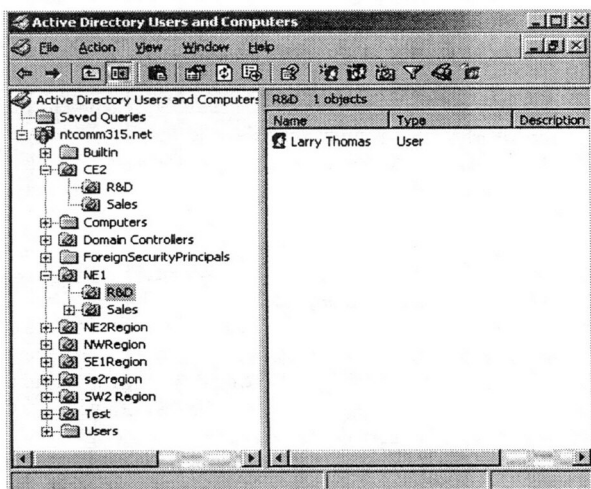 Active Directory Users and Computers
File Action View Window Help
Active Directory Users and Computers
Saved Queries
ntcomm315.net
Builtin
CE2
R&D
Sales
Computers
Domain Controllers
ForeignSecurityPrincipals
NE1
R&D
Sales
NE2Region
NWRegion
SE1Region
se2region
SW2 Region
Test
Users
R&D 1 objects
Name Type Description
Larry Thomas User